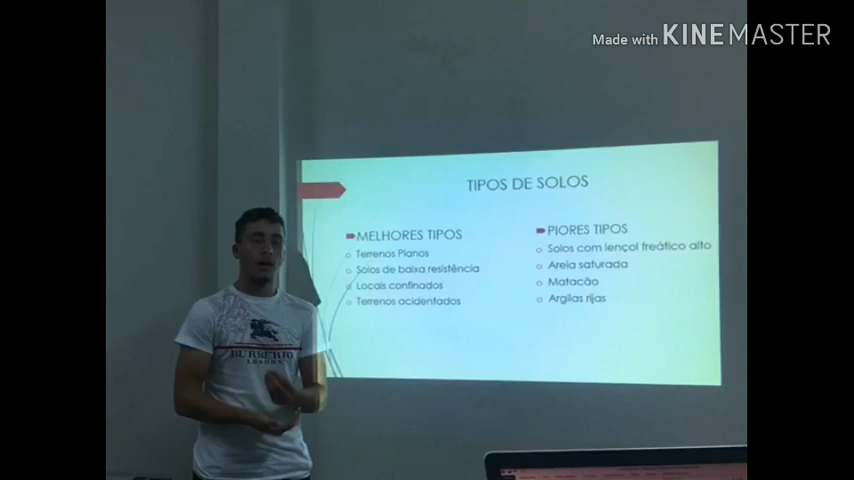 Made with KINEMASTER
TIPOS DE SOLOS
MELHORES TIPOS
Terrenos Planos
Solos de baixa resistência
Locais confinados
Terrenos acidentados
PIORES TIPOS
Solos com lençol freático alto
Areia saturada
Matacão
Argilas rijas
BURBERRY
LONDON